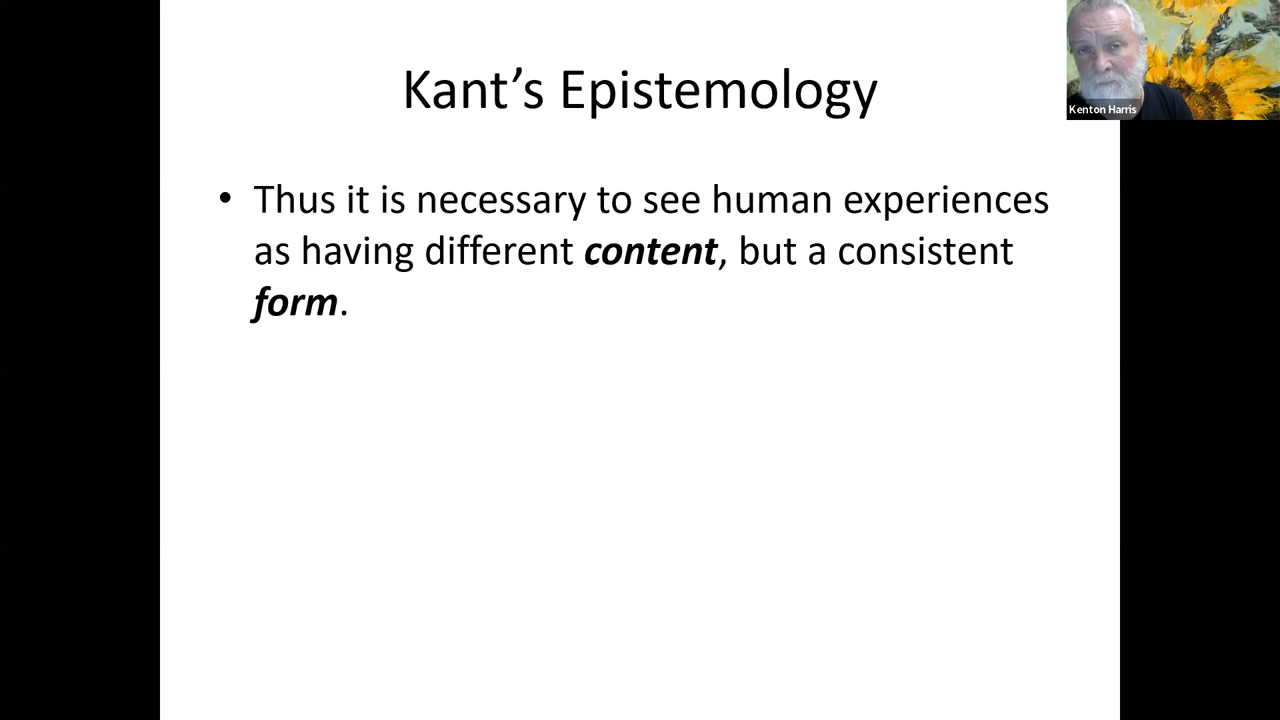 Kant’s Epistemology
Kenton Harris
• Thus it is necessary to see human experiences
as having different content, but a consistent
form.